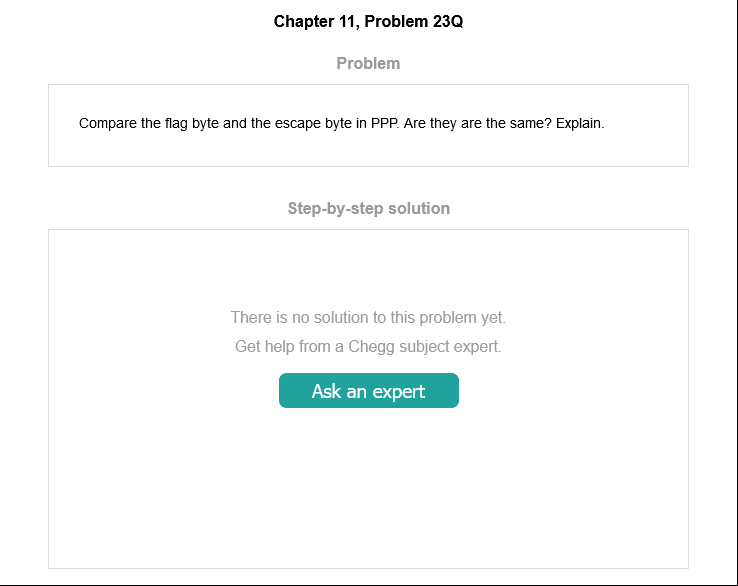 Chapter 11, Problem 23Q
Problem
Compare the flag byte and the escape byte in PPP. Are they are the same? Explain.
Step-by-step solution
There is no solution to this problem yet.
Get help from a Chegg subject expert.
Ask an expert